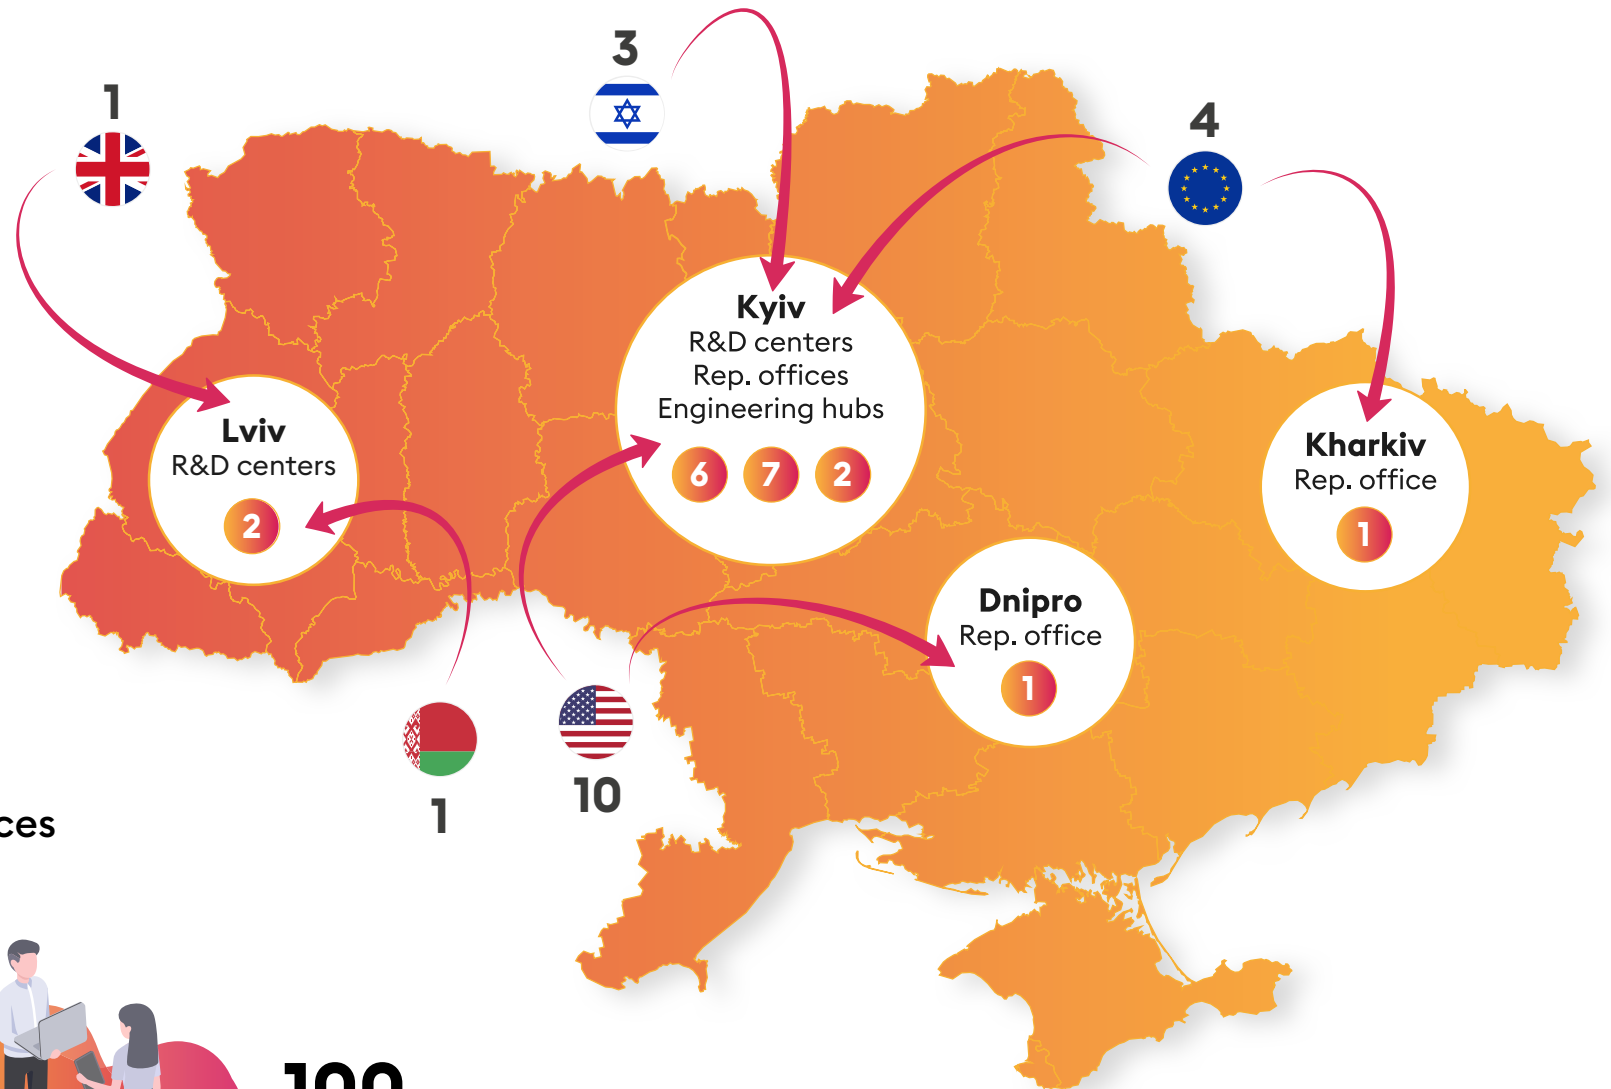 3
1
4
Kyiv
R&D centers
Rep. offices
Engineering hubs
6 7 2
Lviv
R&D centers
2
Kharkiv
Rep. office
1
Dnipro
Rep. office
1
10
1
ces
100